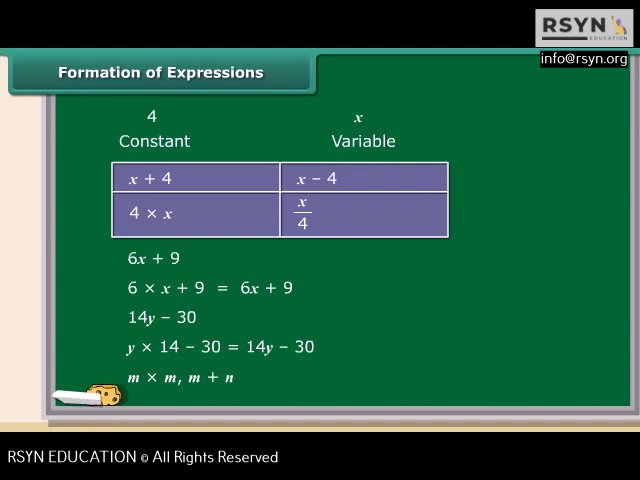 RSYN
EDUCATION
info@rsyn.org
Formation of Expressions
4 x
Constant Variable
x + 4 x – 4
4 × x x/4
6x + 9
6 × x + 9 = 6x + 9
14y – 30
y × 14 – 30 = 14y – 30
m × m, m + n
RSYN EDUCATION © All Rights Reserved